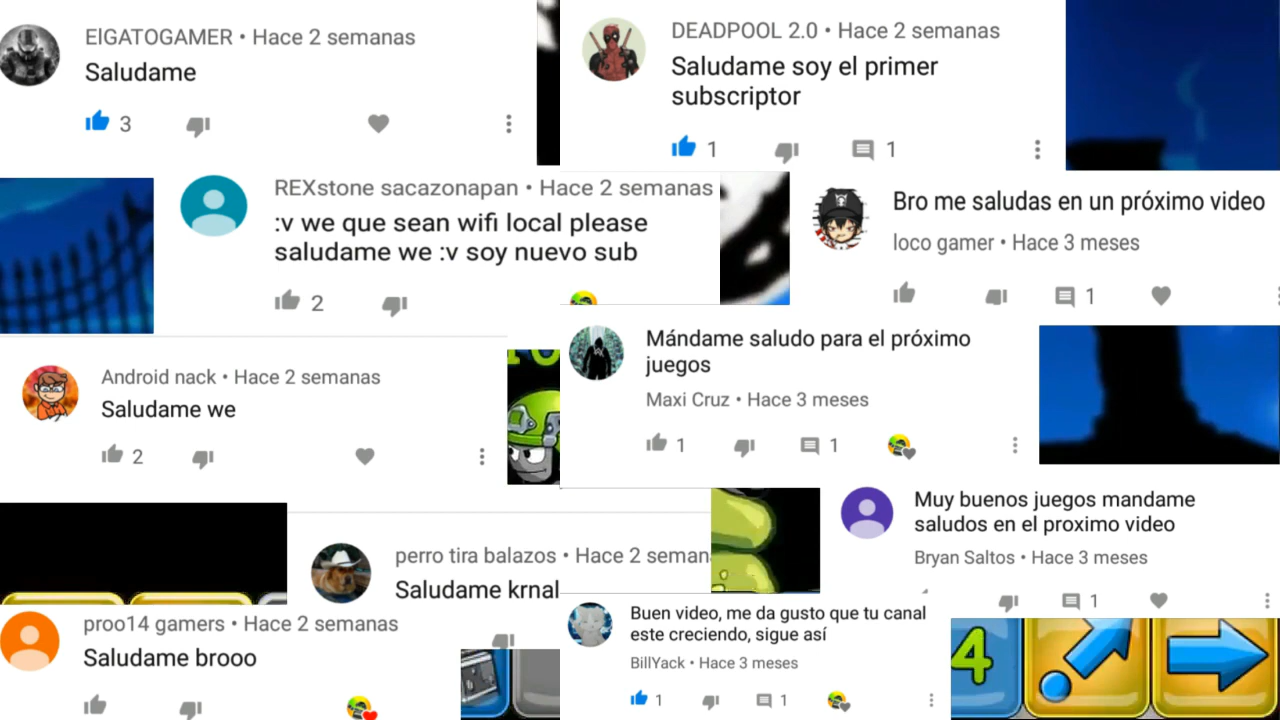 ElGATOGAMER • Hace 2 semanas
Saludame
3
DEADPOOL 2.0 • Hace 2 semanas
Saludame soy el primer
subscriptor
1
1
REXstone sacazonapan • Hace 2 semanas
:v we que sean wifi local please
saludame we :v soy nuevo sub
2
Bro me saludas en un próximo video
loco gamer • Hace 3 meses
1
Android nack • Hace 2 semanas
Saludame we
2
Mándame saludo para el próximo
juegos
Maxi Cruz • Hace 3 meses
1
1
Muy buenos juegos mandame
saludos en el proximo video
Bryan Saltos • Hace 3 meses
1
perro tira balazos • Hace 2 seman
Saludame krnal
proo14 gamers • Hace 2 semanas
Saludame brooo
Buen video, me da gusto que tu canal
este creciendo, sigue así
BillYack • Hace 3 meses
1
1
4